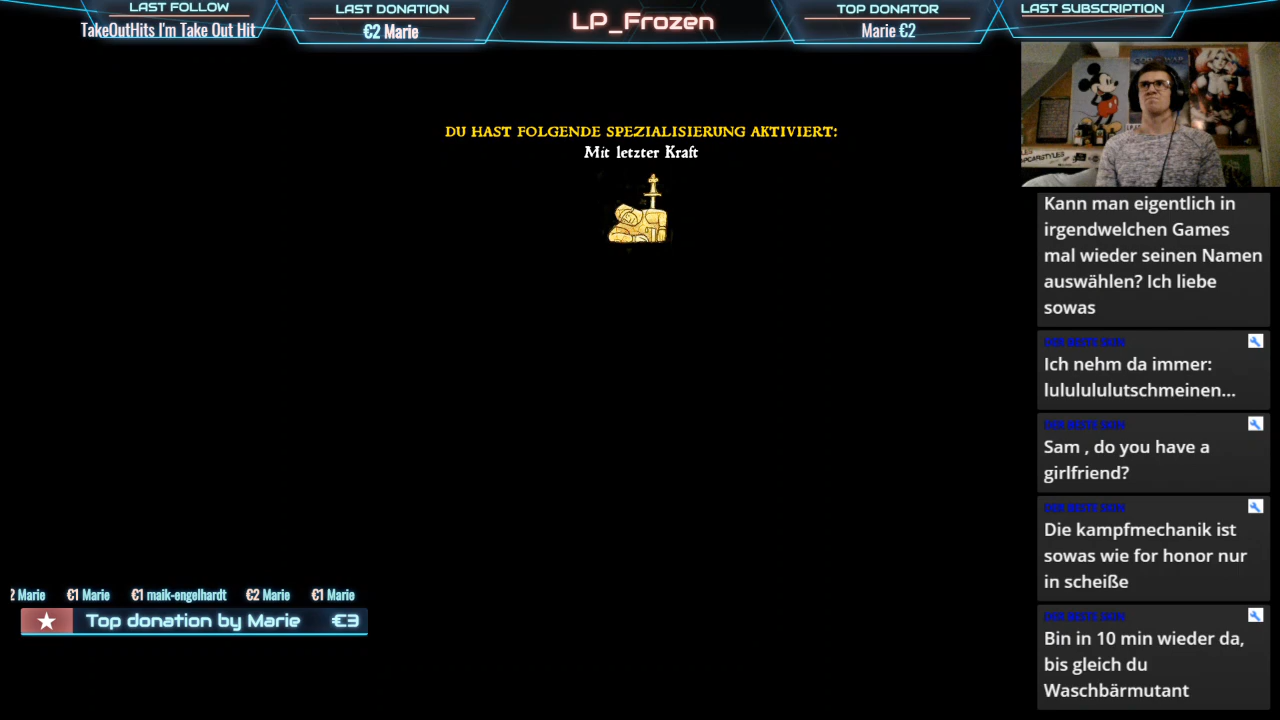 LAST FOLLOW
TakeOutHits I'm Take Out Hit
LAST DONATION
€2 Marie
LP_Frozen
TOP DONATOR
Marie €2
LAST SUBSCRIPTION
DU HAST FOLGENDE SPEZIALISIERUNG AKTIVIERT:
Mit letzter Kraft
Kann man eigentlich in
irgendwelchen Games
mal wieder seinen Namen
auswählen? Ich liebe
sowas
Ich nehm da immer:
lulululululutschmeinen...
Sam , do you have a
girlfriend?
Die kampfmechanik ist
sowas wie for honor nur
in scheiße
Bin in 10 min wieder da,
bis gleich du
Waschbärmutant
2 Marie €1 Marie €1 maik-engelhardt €2 Marie €1 Marie
Top donation by Marie €3